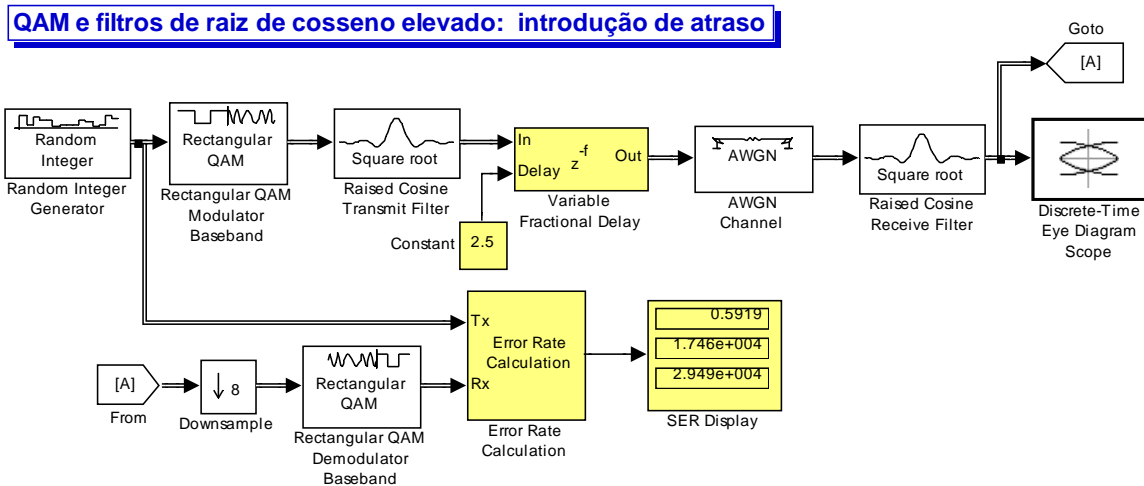 QAM e filtros de raiz de cosseno elevado: introdução de atraso
Goto
[A]
Random
Integer
Random Integer
Generator
Rectangular
QAM
Rectangular QAM
Modulator
Baseband
Square root
Raised Cosine
Transmit Filter
In
Delay
z
-f
Out
Variable
Fractional Delay
Constant
2.5
AWGN
AWGN
Channel
Square root
Raised Cosine
Receive Filter
Discrete-Time
Eye Diagram
Scope
Tx
Rx
Error Rate
Calculation
Error Rate
Calculation
0.5919
1.746e+004
2.949e+004
SER Display
[A]
From
8
Downsample
Rectangular
QAM
Rectangular QAM
Demodulator
Baseband